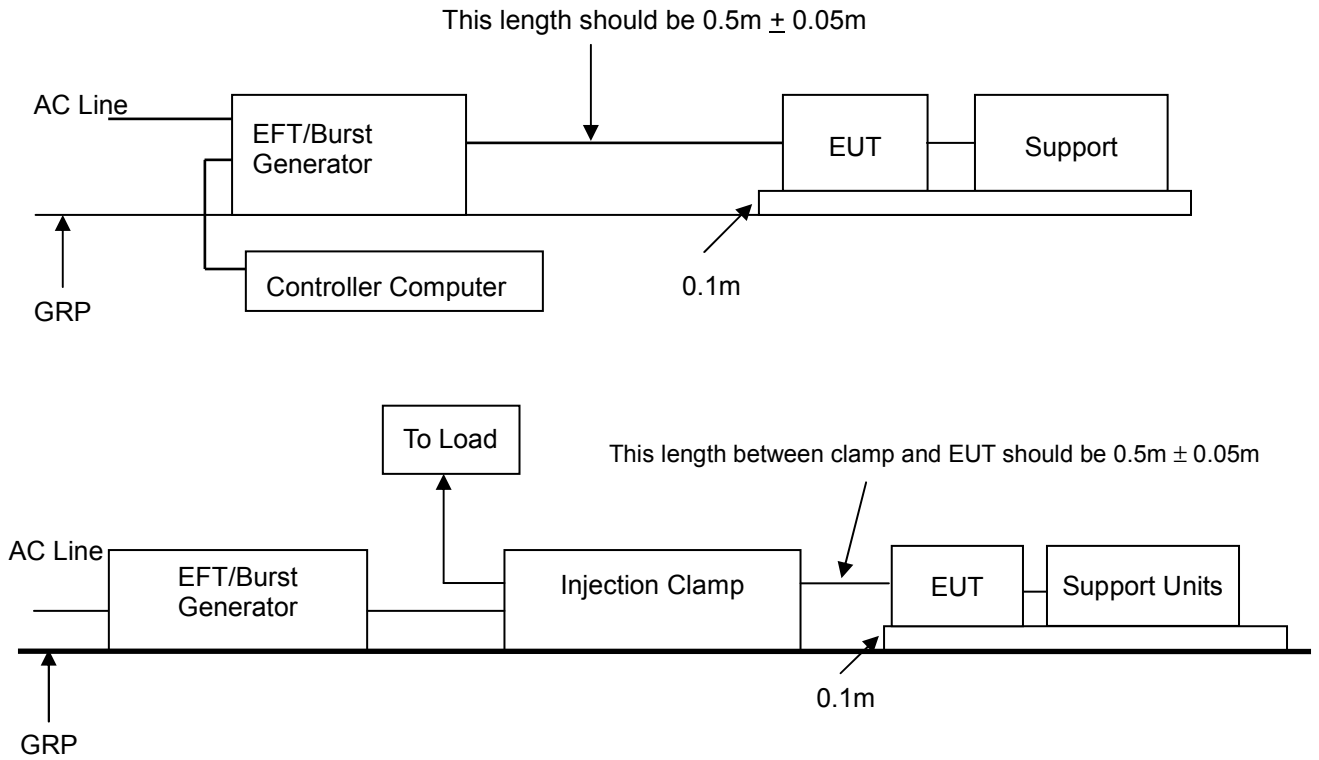 This length should be 0.5m ± 0.05m
AC Line
EFT/Burst
Generator
EUT
Support
Controller Computer
0.1m
GRP
To Load
This length between clamp and EUT should be 0.5m ± 0.05m
AC Line
EFT/Burst
Generator
Injection Clamp
EUT
Support Units
0.1m
GRP